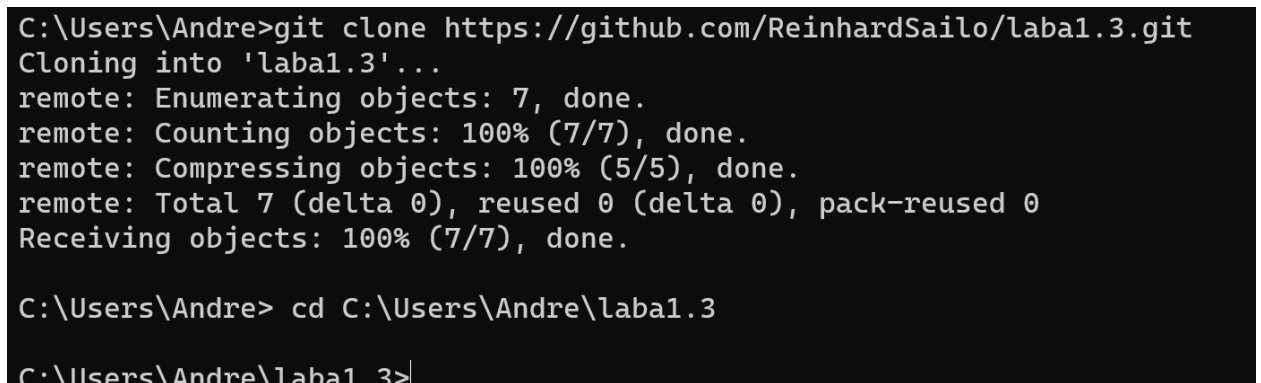 C:\Users\Andre>git clone https://github.com/ReinhardSailo/laba1.3.git
Cloning into 'laba1.3'...
remote: Enumerating objects: 7, done.
remote: Counting objects: 100% (7/7), done.
remote: Compressing objects: 100% (5/5), done.
remote: Total 7 (delta 0), reused 0 (delta 0), pack-reused 0
Receiving objects: 100% (7/7), done.
C:\Users\Andre> cd C:\Users\Andre\laba1.3
C:\Users\Andre\laba1.3>